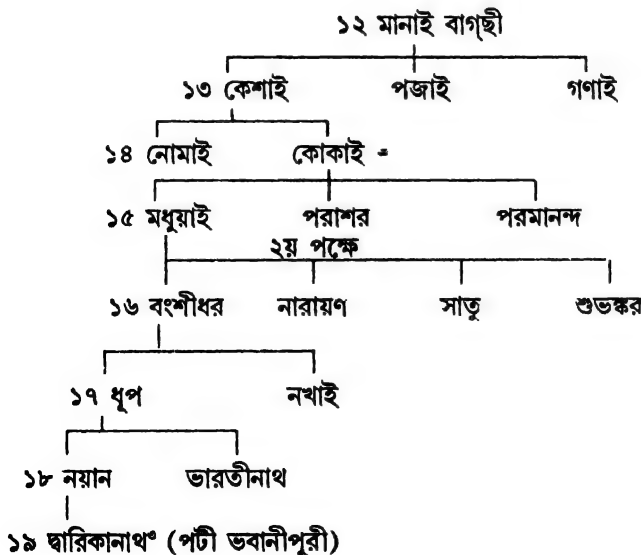 ১২ মানাই বাগ্‌ছী
১৩ কেশাই পজাই গণাই
১৪ নোমাই কোকাই =
১৫ মধুয়াই পরাশর পরমানন্দ
২য় পক্ষে
১৬ বংশীধর নারায়ণ সাতু শুভঙ্কর
১৭ ধূপ নখাই
১৮ নয়ান ভারতীনাথ
১৯ দ্বারিকানাথ° (পটী ভবানীপুরী)